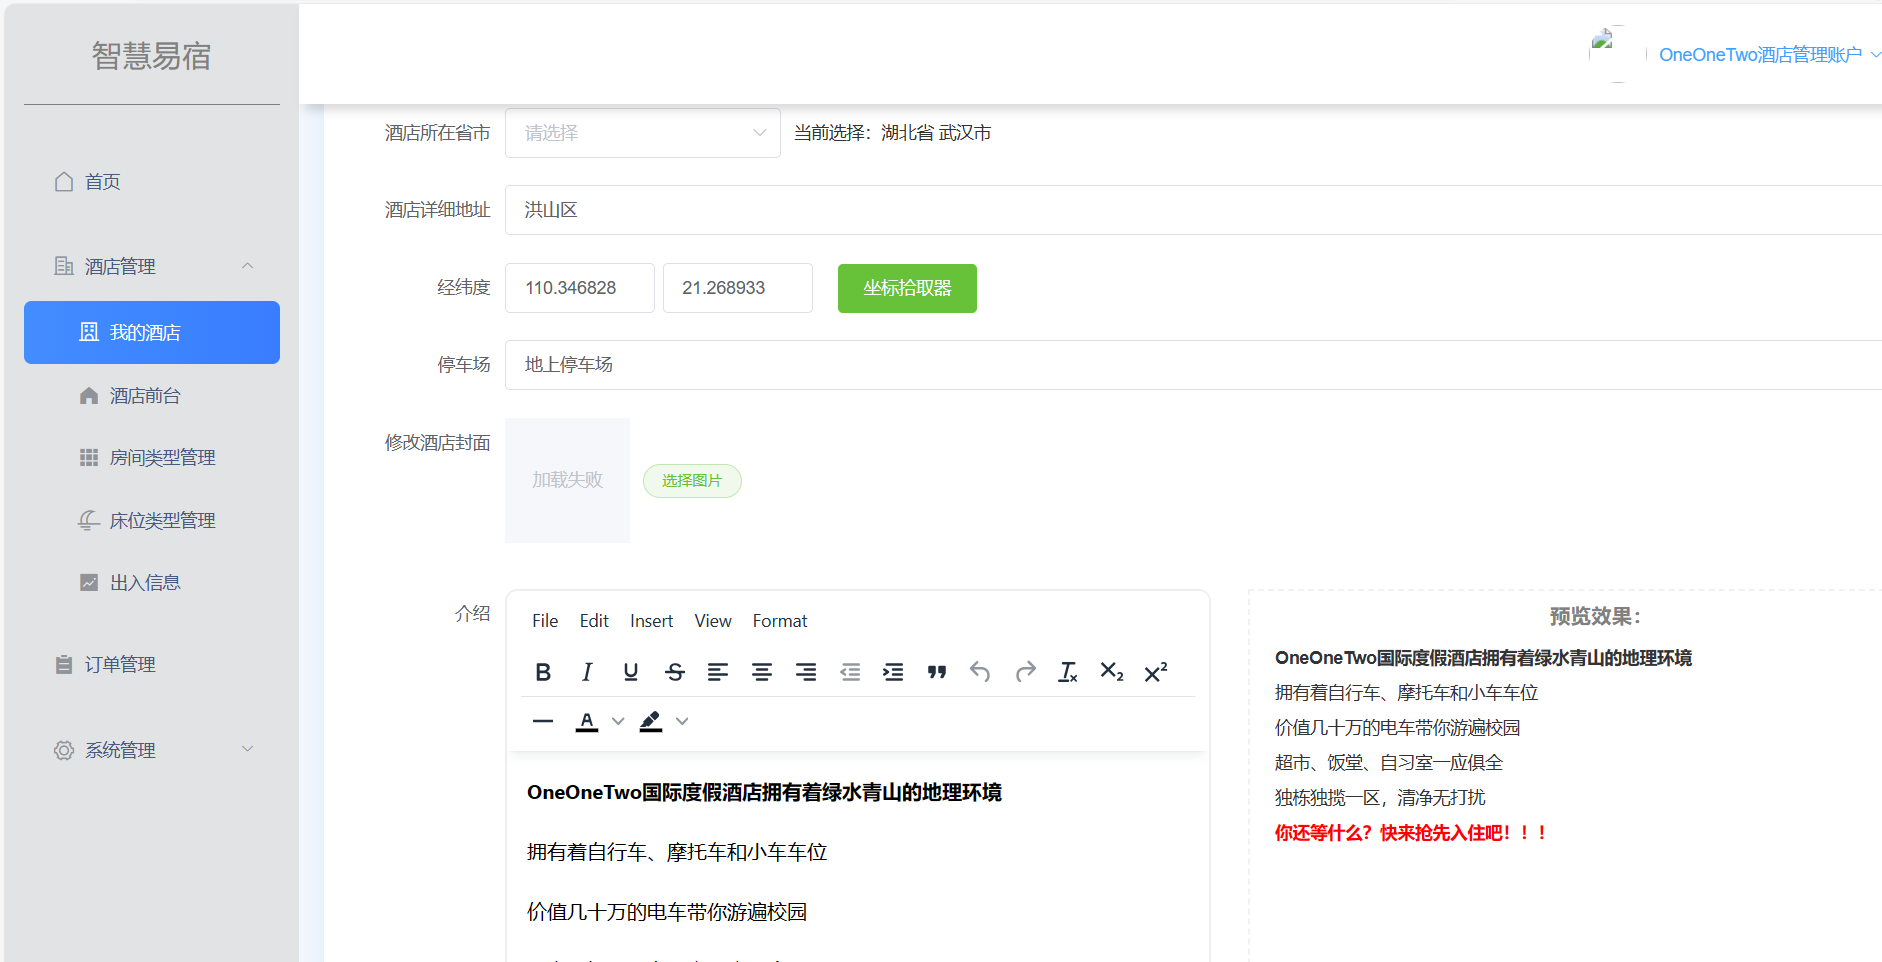 智慧易宿
OneOneTwo酒店管理账户
首页
酒店管理
我的酒店
酒店前台
房间类型管理
床位类型管理
出入信息
订单管理
系统管理
酒店所在省市 请选择 当前选择：湖北省 武汉市
酒店详细地址 洪山区
经纬度 110.346828 21.268933 坐标拾取器
停车场 地上停车场
修改酒店封面 加载失败 选择图片
介绍
File Edit Insert View Format
OneOneTwo国际度假酒店拥有着绿水青山的地理环境
拥有着自行车、摩托车和小车车位
价值几十万的电车带你游遍校园
预览效果：
OneOneTwo国际度假酒店拥有着绿水青山的地理环境
拥有着自行车、摩托车和小车车位
价值几十万的电车带你游遍校园
超市、饭堂、自习室一应俱全
独栋独揽一区，清净无打扰
你还等什么？快来抢先入住吧！！！